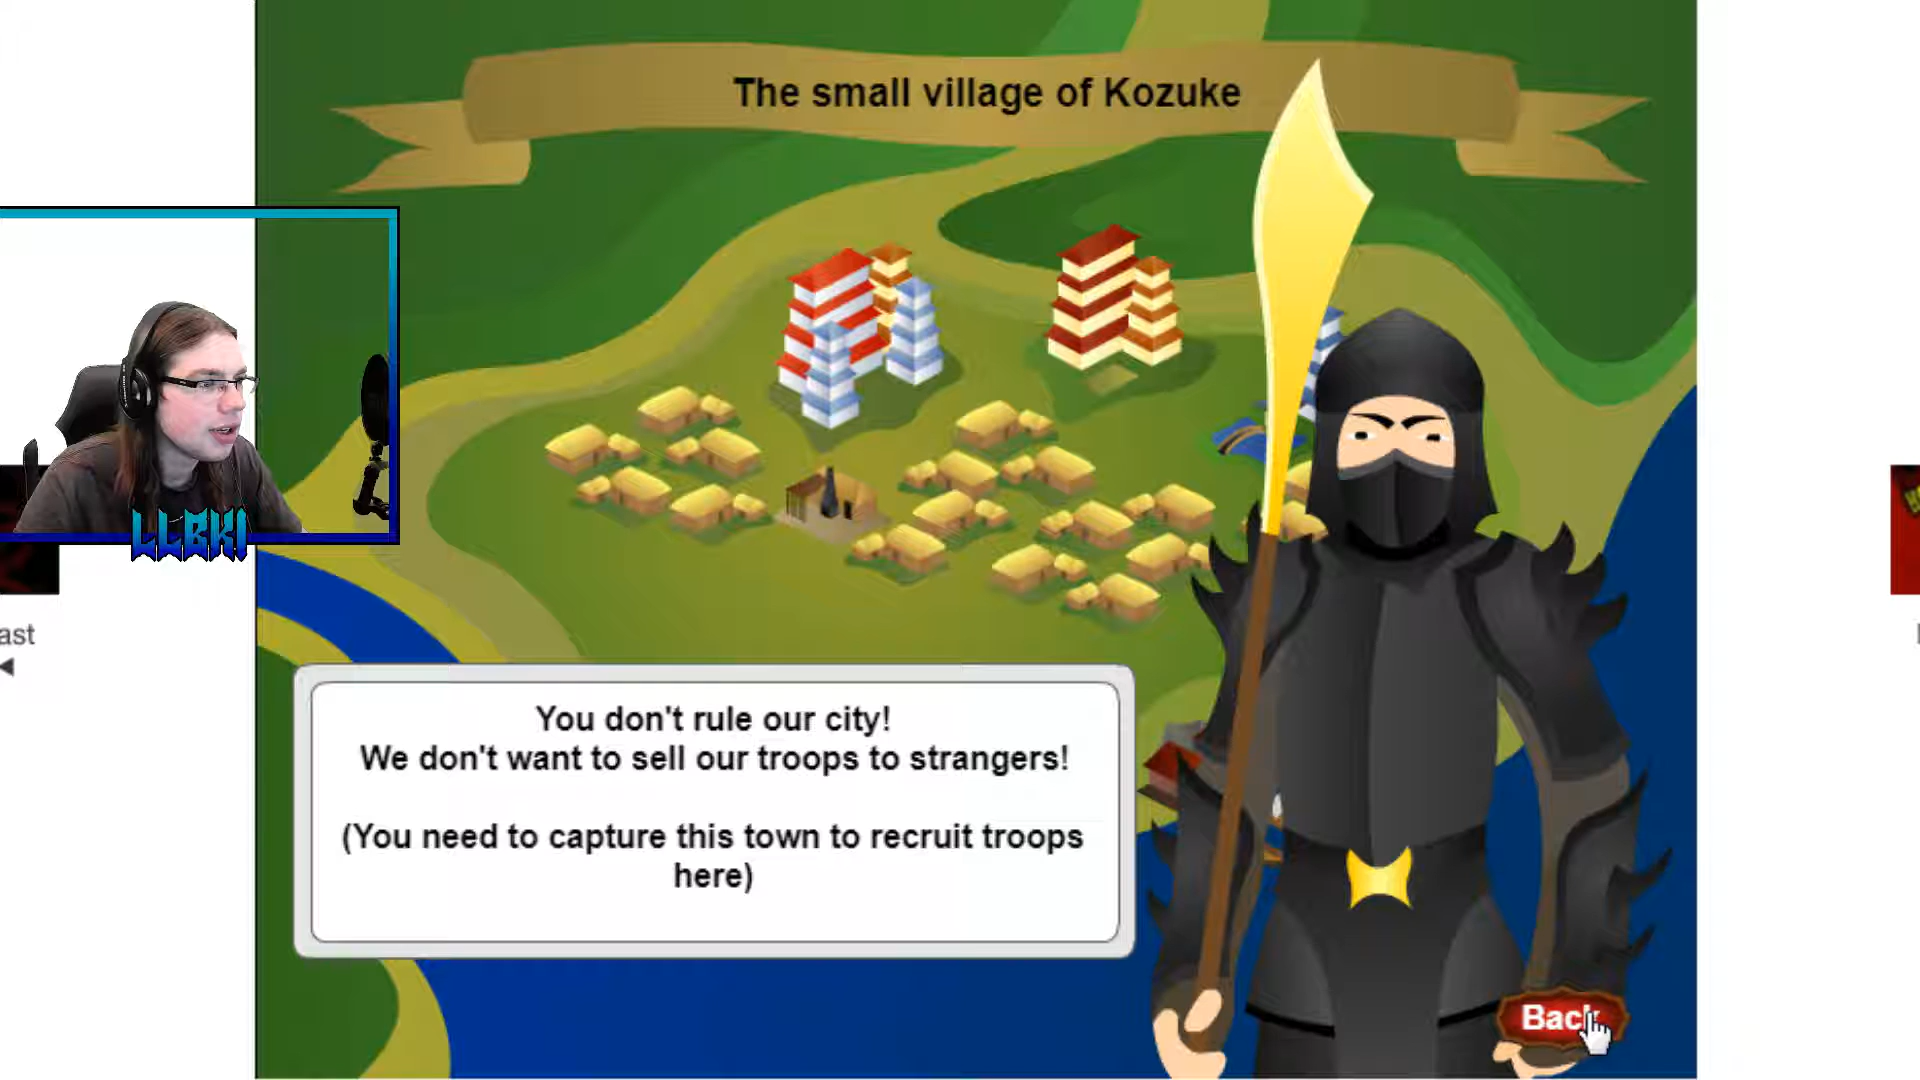 The small village of Kozuke
LLBKI
ast
You don't rule our city!
We don't want to sell our troops to strangers!
(You need to capture this town to recruit troops
here)
Back